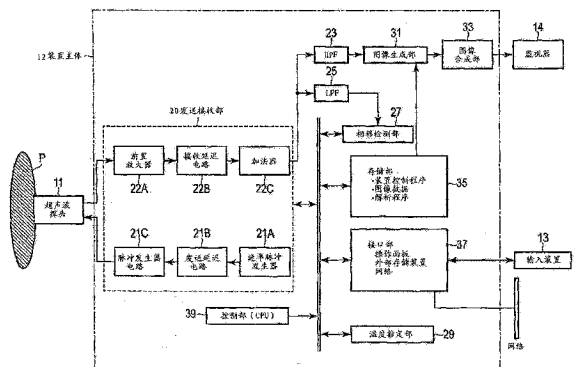 12装置主体
20发送接收部
23
HPF
25
LPF
31
图像生成部
33
图像
合成部
14
监视器
27
相移检测部
P
11
超声波
探头
前置
放大器
22A
接收延迟
电路
22B
加法器
22C
21C
脉冲发生器
电路
21B
发送延迟
电路
21A
速率脉冲
发生器
存储部
·装置控制程序
·图像数据
·解析程序
35
接口部
操作面板
外部存储装置
网络
37
13
输入装置
网络
39
控制部(CPU)
温度推定部
29